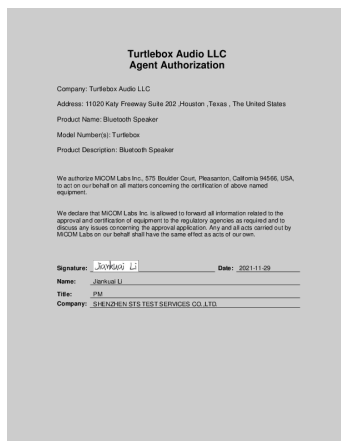 Turtlebox Audio LLC
Agent Authorization
Company: Turtlebox Audio LLC
Address: 11020 Katy Freeway Suite 202 ,Houston ,Texas , The United States
Product Name: Bluetooth Speaker
Model Number(s): Turtlebox
Product Description: Bluetooth Speaker
We authorize MiCOM Labs Inc., 575 Boulder Court, Pleasanton, California 94566, USA,
to act on our behalf on all matters concerning the certification of above named
equipment.
We declare that MiCOM Labs Inc. is allowed to forward all information related to the
approval and certification of equipment to the regulatory agencies as required and to
discuss any issues concerning the approval application. Any and all acts carried out by
MiCOM Labs on our behalf shall have the same effect as acts of our own.
Signature: Jiankuai Li Date: 2021-11-29
Name: Jiankuai Li
Title: PM
Company: SHENZHEN STS TEST SERVICES CO.,LTD.